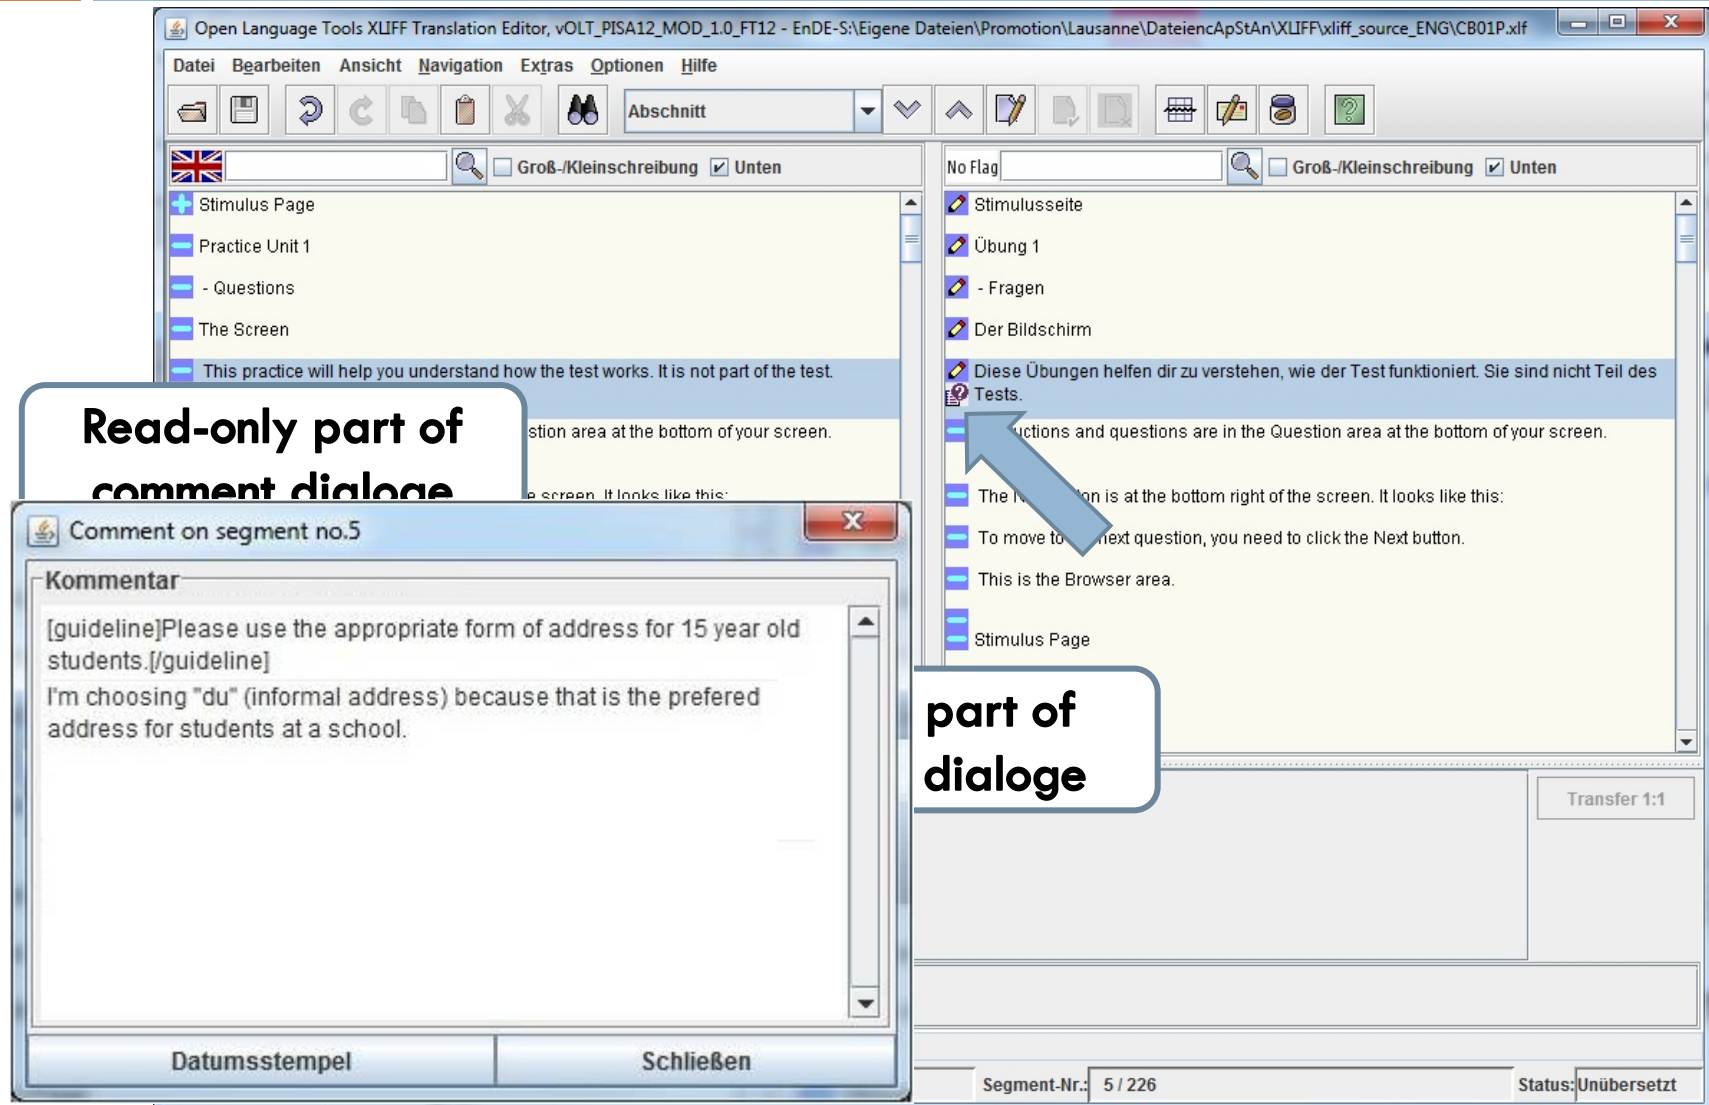 Open Language Tools XLIFF Translation Editor, vOLT_PISA12_MOD_1.0_FT12 - EnDE-S:\Eigene Dateien\Promotion\Lausanne\DateiencApStAn\XLIFF\xliff_source_ENG\CB01P.xlf
Datei Bearbeiten Ansicht Navigation Extras Optionen Hilfe
Abschnitt
Groß-/Kleinschreibung Unten
Stimulus Page
Practice Unit 1
- Questions
The Screen
This practice will help you understand how the test works. It is not part of the test.
area at the bottom of your screen.
screen. It looks like this:
No Flag Groß-/Kleinschreibung Unten
Stimulusseite
Übung 1
- Fragen
Der Bildschirm
Diese Übungen helfen dir zu verstehen, wie der Test funktioniert. Sie sind nicht Teil des
Tests.
and questions are in the Question area at the bottom of your screen.
The is at the bottom right of the screen. It looks like this:
To move next question, you need to click the Next button.
This is the Browser area.
Stimulus Page
Read-only part of
comment dialoge
part of
dialoge
Transfer 1:1
Comment on segment no.5
Kommentar
[guideline]Please use the appropriate form of address for 15 year old
students.[/guideline]
I'm choosing "du" (informal address) because that is the prefered
address for students at a school.
Datumsstempel Schließen
Segment-Nr.: 5 / 226 Status: Unübersetzt